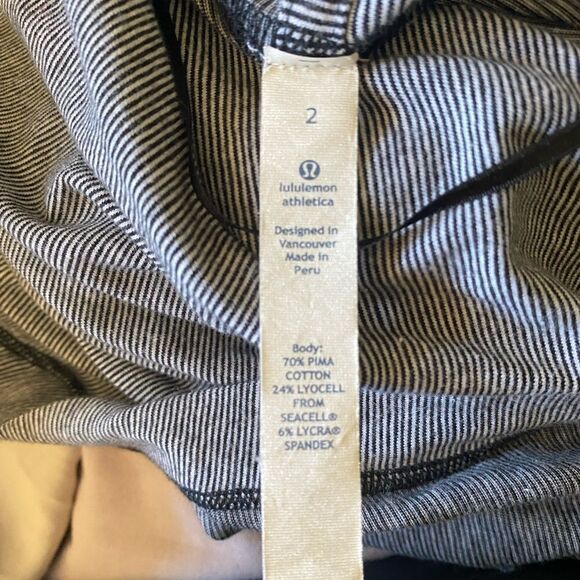 2
lululemon
athletica
Designed in
Vancouver
Made in
Peru
Body:
70% PIMA
COTTON
24% LYOCELL
FROM
SEACELL®
6% LYCRA®
SPANDEX